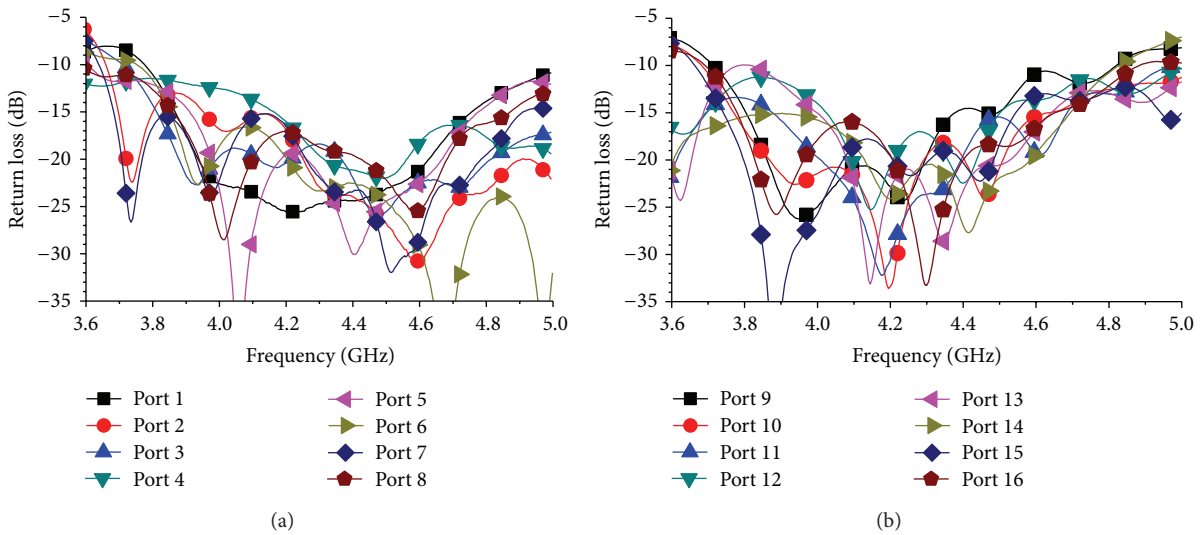 −5
−10
−15
−20
−25
−30
−35
Return loss (dB)
3.6 3.8 4.0 4.2 4.4 4.6 4.8 5.0
Frequency (GHz)
Port 1
Port 2
Port 3
Port 4
Port 5
Port 6
Port 7
Port 8
(a)
−5
−10
−15
−20
−25
−30
−35
Return loss (dB)
3.6 3.8 4.0 4.2 4.4 4.6 4.8 5.0
Frequency (GHz)
Port 9
Port 10
Port 11
Port 12
Port 13
Port 14
Port 15
Port 16
(b)